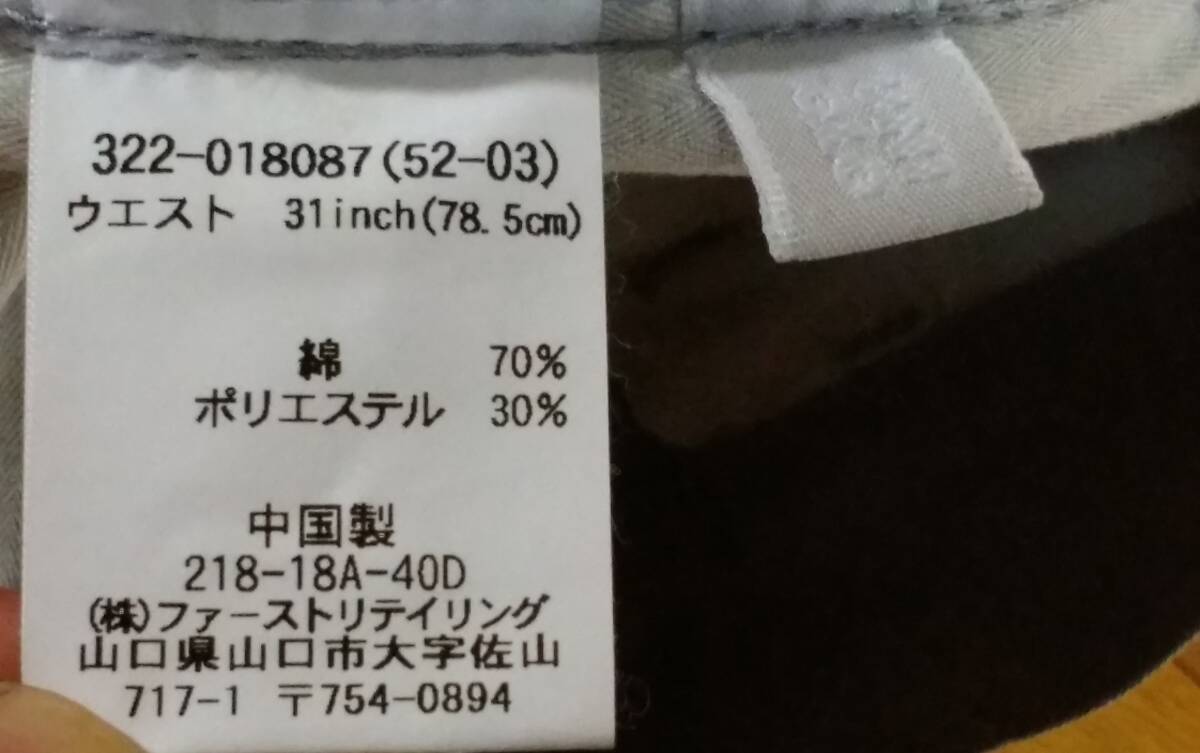 322-018087(52-03)
ウエスト 31inch(78.5cm)
綿 70%
ポリエステル 30%
中国製
218-18A-40D
(株)ファーストリテイリング
山口県山口市大字佐山
717-1 〒754-0894